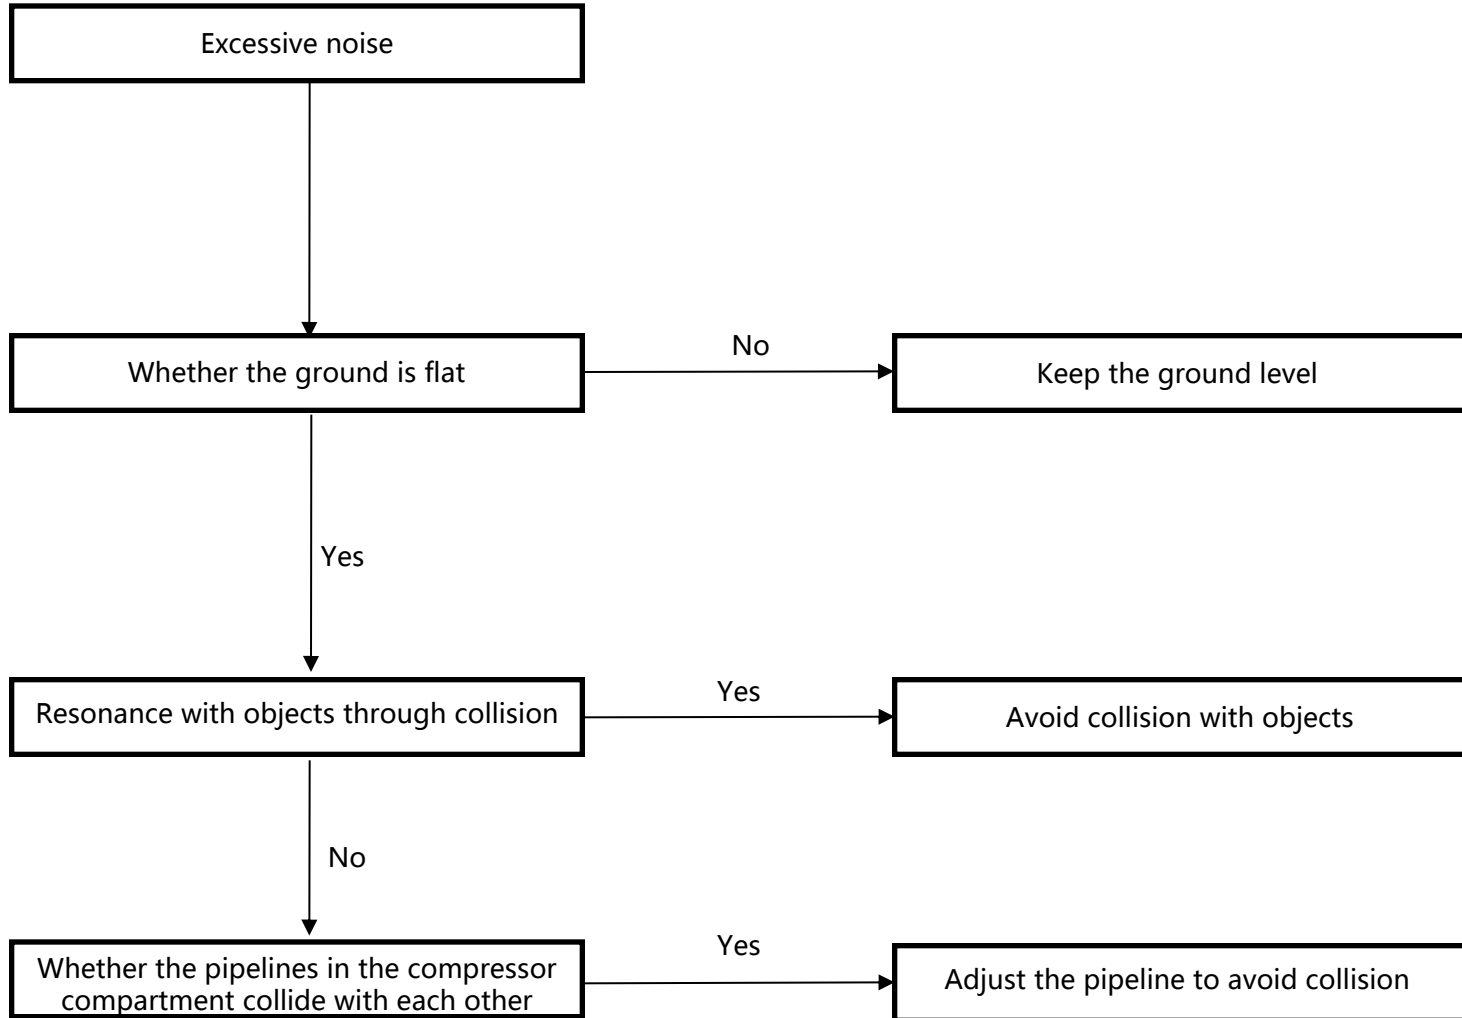 Excessive noise
Whether the ground is flat
No
Keep the ground level
Yes
Resonance with objects through collision
Yes
Avoid collision with objects
No
Whether the pipelines in the compressor
compartment collide with each other
Yes
Adjust the pipeline to avoid collision